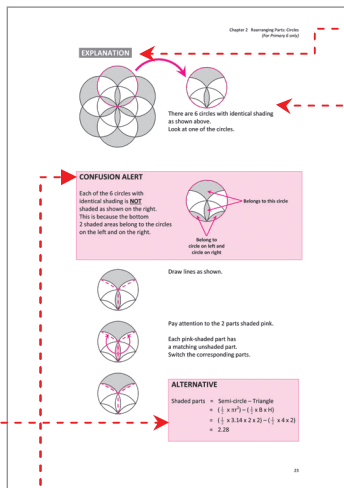 Chapter 2 Rearranging Parts: Circles
(For Primary 6 only)
EXPLANATION
There are 6 circles with identical shading
as shown above.
Look at one of the circles.
CONFUSION ALERT
Each of the 6 circles with
identical shading is NOT
shaded as shown on the right.
This is because the bottom
2 shaded areas belong to the circles
on the left and on the right.
Belongs to this circle
Belong to
circle on left and
circle on right
Draw lines as shown.
Pay attention to the 2 parts shaded pink.
Each pink-shaded part has
a matching unshaded part.
Switch the corresponding parts.
ALTERNATIVE
Shaded parts = Semi-circle – Triangle
= (½ x πr²) – (½ x B x H)
= (½ x 3.14 x 2 x 2) – (½ x 4 x 2)
= 2.28